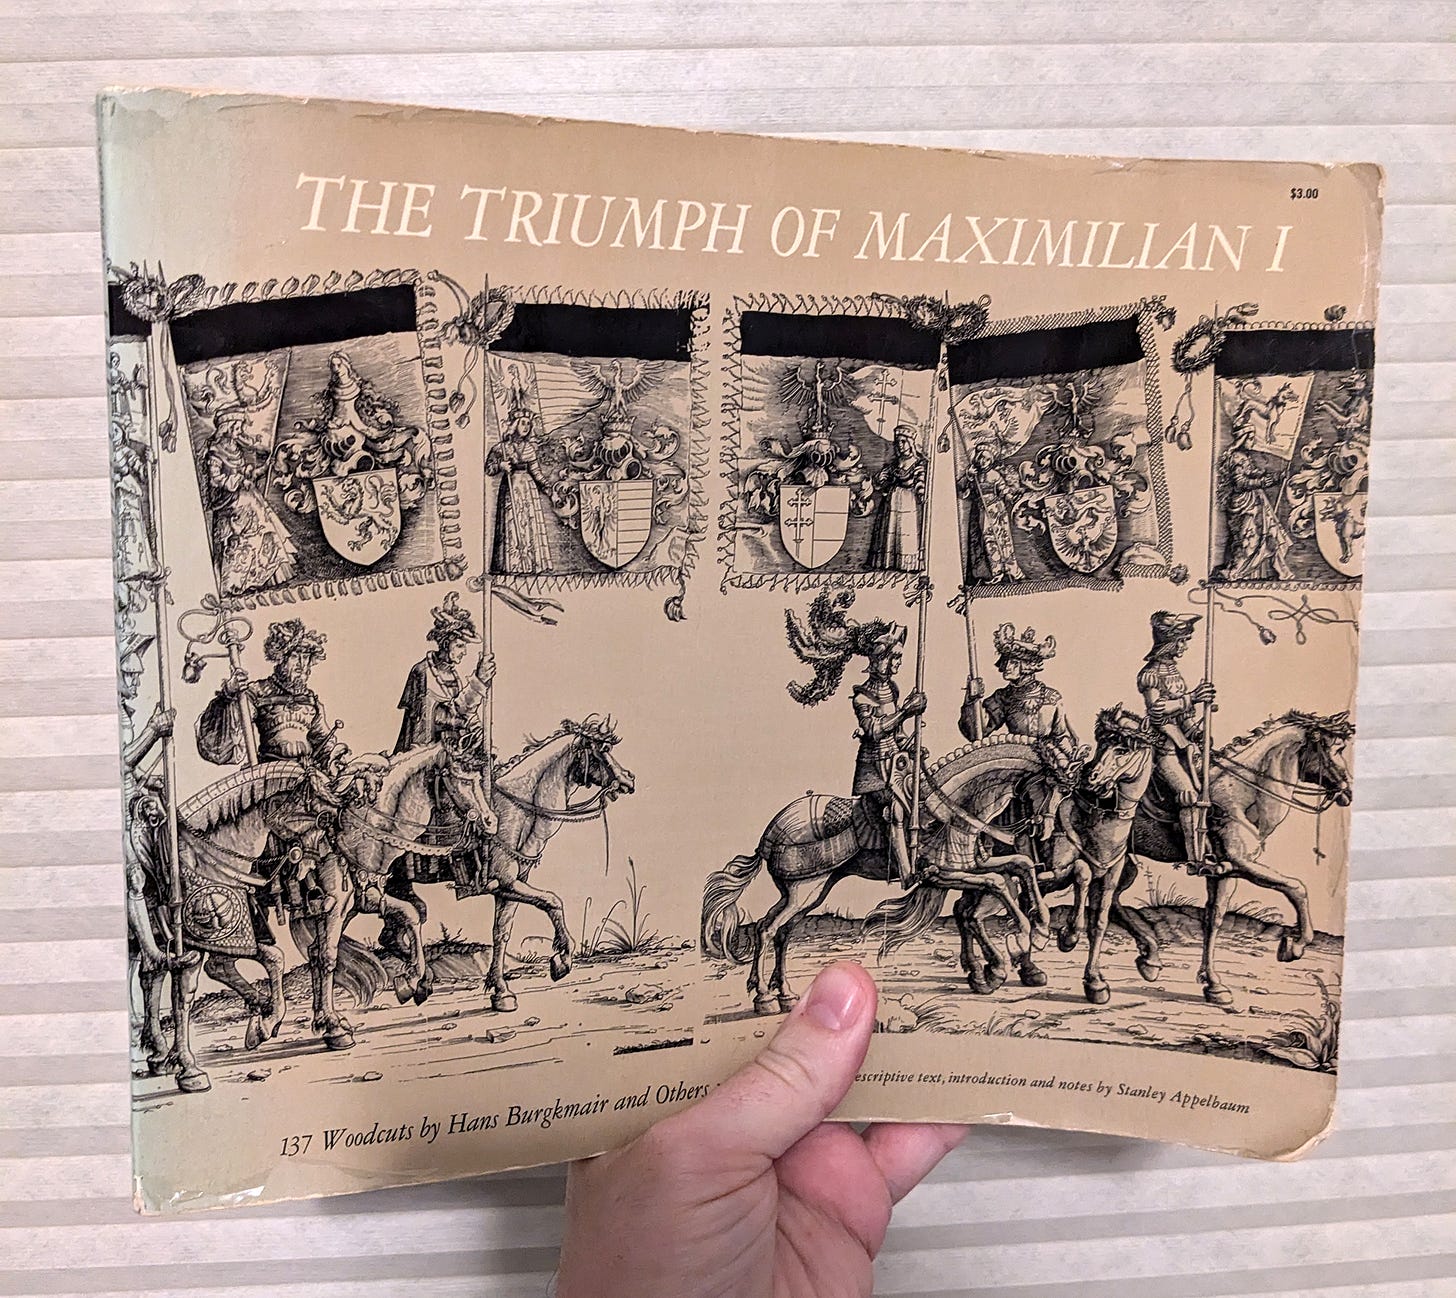 $3.00
THE TRIUMPH OF MAXIMILIAN I
137 Woodcuts by Hans Burgkmair and Others text, introduction and notes by Stanley Appelbaum